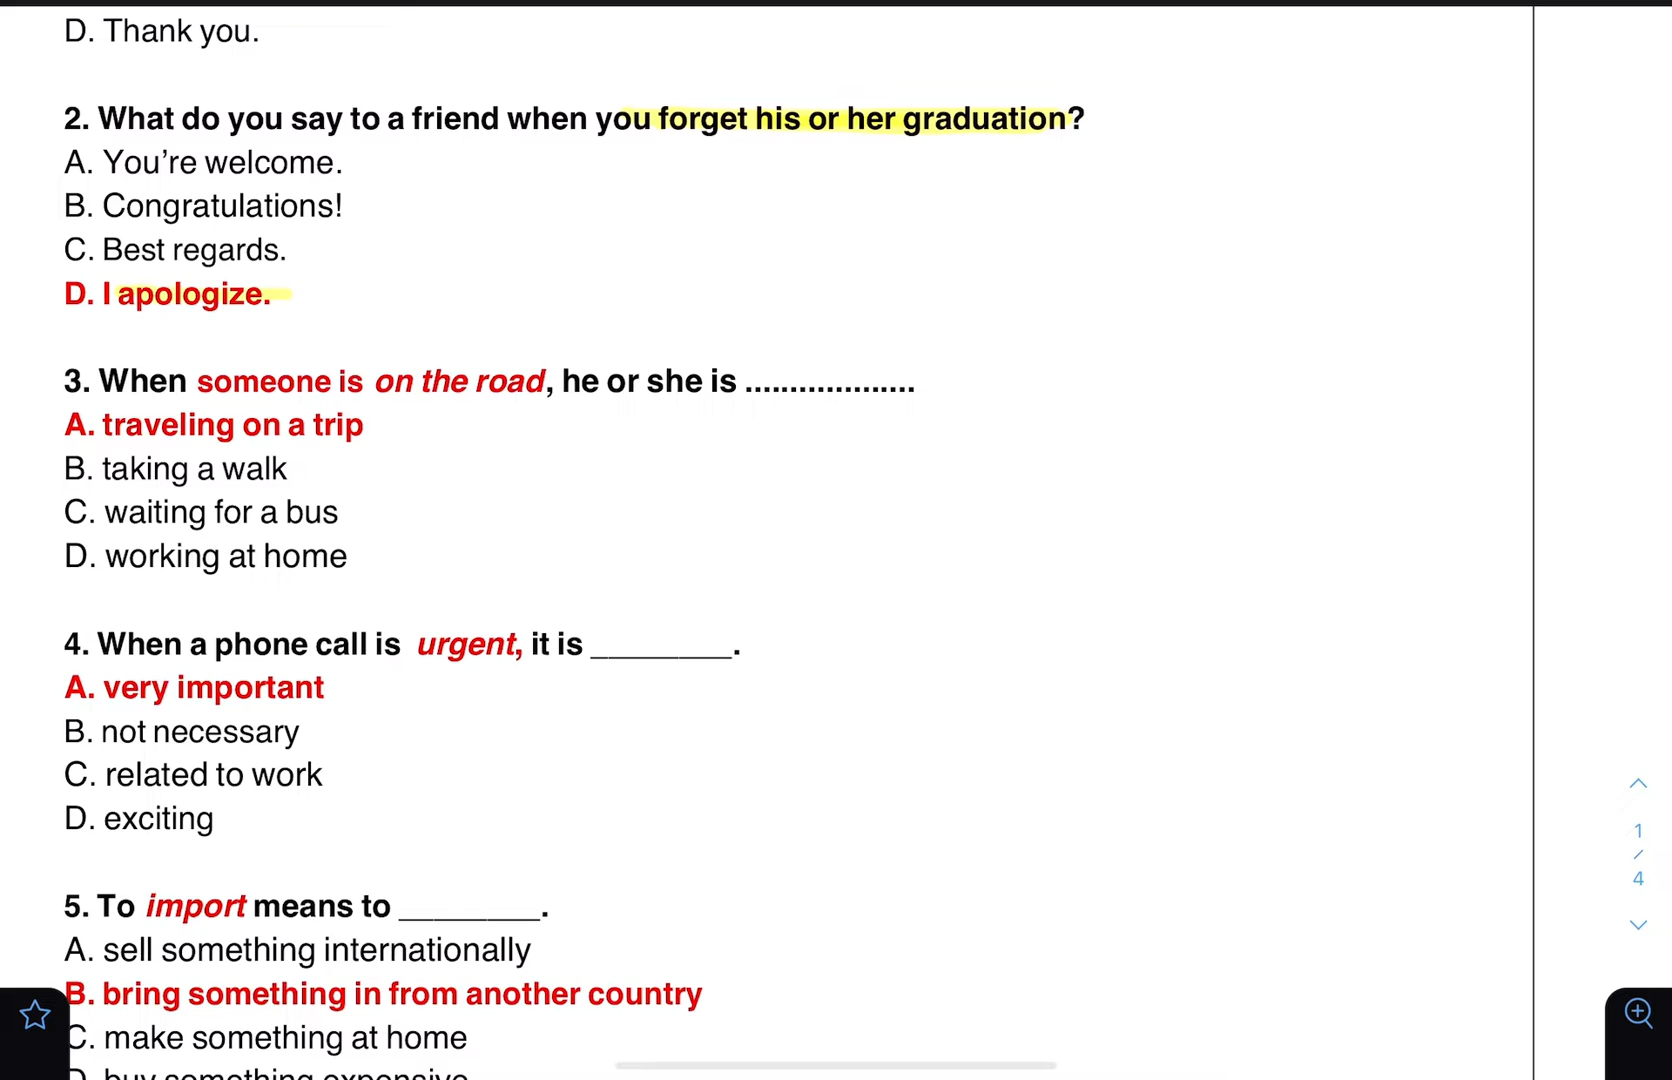 D. Thank you.
2. What do you say to a friend when you forget his or her graduation?
A. You’re welcome.
B. Congratulations!
C. Best regards.
D. I apologize.
3. When someone is on the road, he or she is ...................
A. traveling on a trip
B. taking a walk
C. waiting for a bus
D. working at home
4. When a phone call is urgent, it is ________.
A. very important
B. not necessary
C. related to work
D. exciting
5. To import means to ________.
A. sell something internationally
B. bring something in from another country
C. make something at home
D. buy something expensive
1
/
4